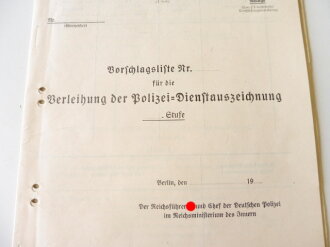 Nr.
Vorschlagsliste Nr.
für die
Verleihung der Polizei=Dienstauszeichnung
. Stufe
Berlin, den 19
Der Reichsführer und Chef der Deutschen Polizei
im Reichsministerium des Innern